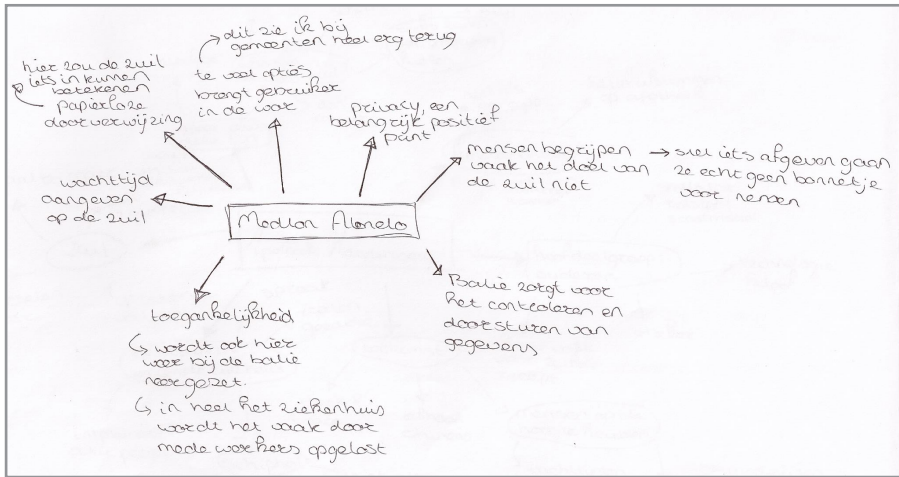 hier zou de zuil
iets in kunnen
betekenen
papierloze
doorverwijzing
dit zie ik bij
gemeenten heel erg terug
te veel opties
brengt gebruiker
in de war
privacy, een
belangrijk positief
punt
mensen begrijpen
vaak het doel van
de zuil niet
→ snel iets afgeven gaan
ze echt geen bonnetje
voor nemen
wachttijd
aangeven
op de zuil
Almelo
toegankelijkheid
wordt ook hier
weer bij de balie
neergezet.
in heel het ziekenhuis
wordt het vaak door
medewerkers opgelost
Balie zorgt voor
het controleren en
doorsturen van
gegevens